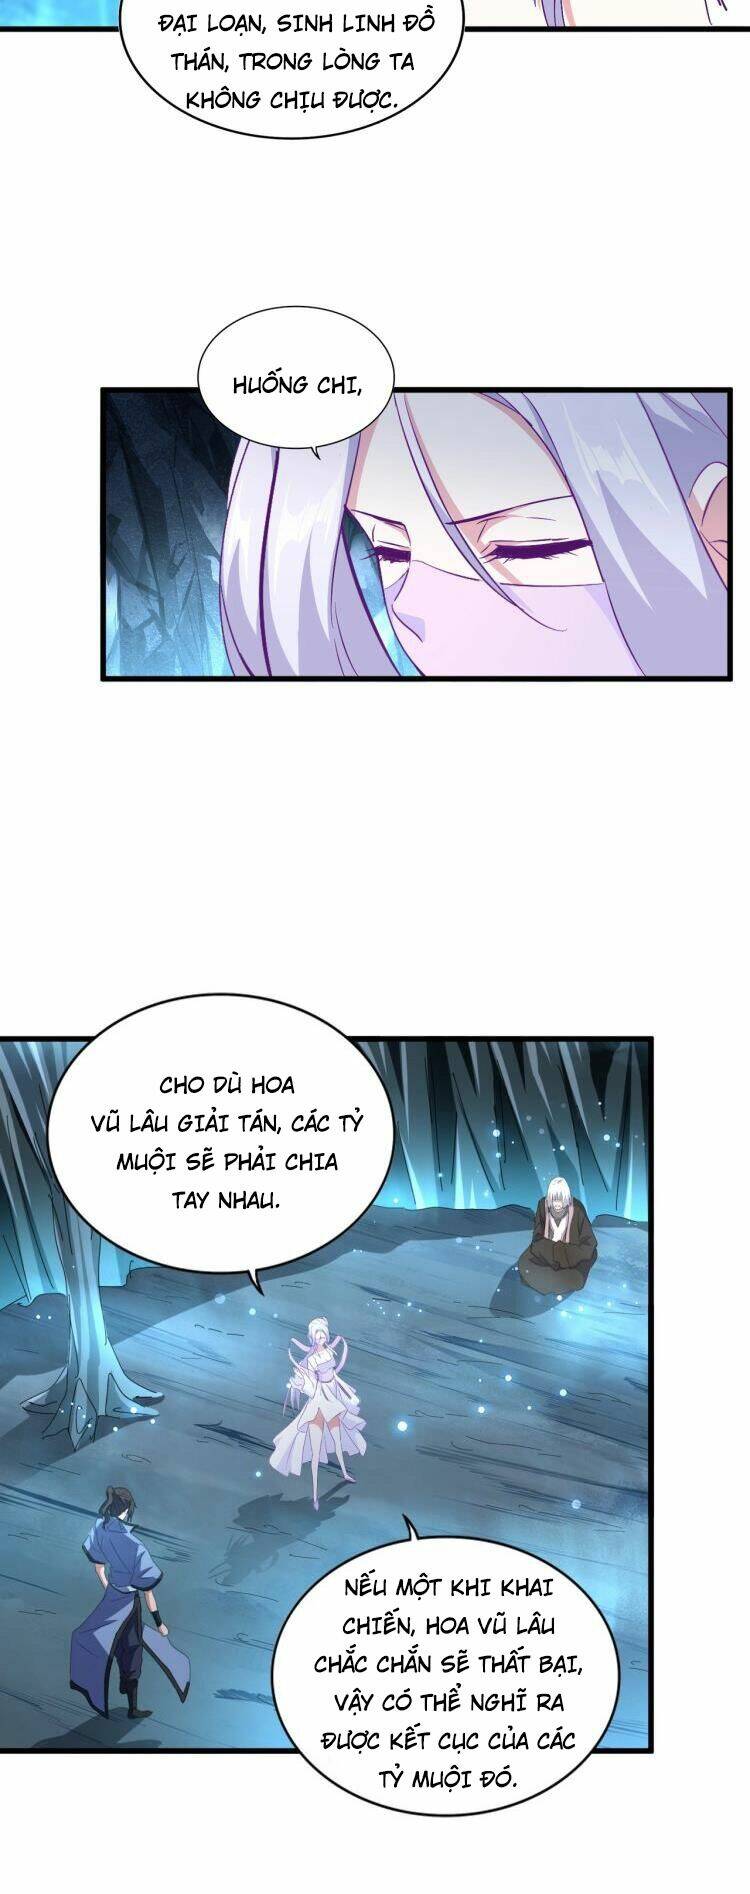 ĐẠI LOẠN, SINH LINH ĐỒ
THÁN, TRONG LÒNG TA
KHÔNG CHỊU ĐƯỢC.
HUỐNG CHI,
CHO DÙ HOA
VŨ LÂU GIẢI TÁN, CÁC TỶ
MUỘI SẼ PHẢI CHIA
TAY NHAU.
NẾU MỘT KHI KHAI
CHIẾN, HOA VŨ LÂU
CHẮC CHẮN SẼ THẤT BẠI,
VẬY CÓ THỂ NGHĨ RA
ĐƯỢC KẾT CỤC CỦA CÁC
TỶ MUỘI ĐÓ.